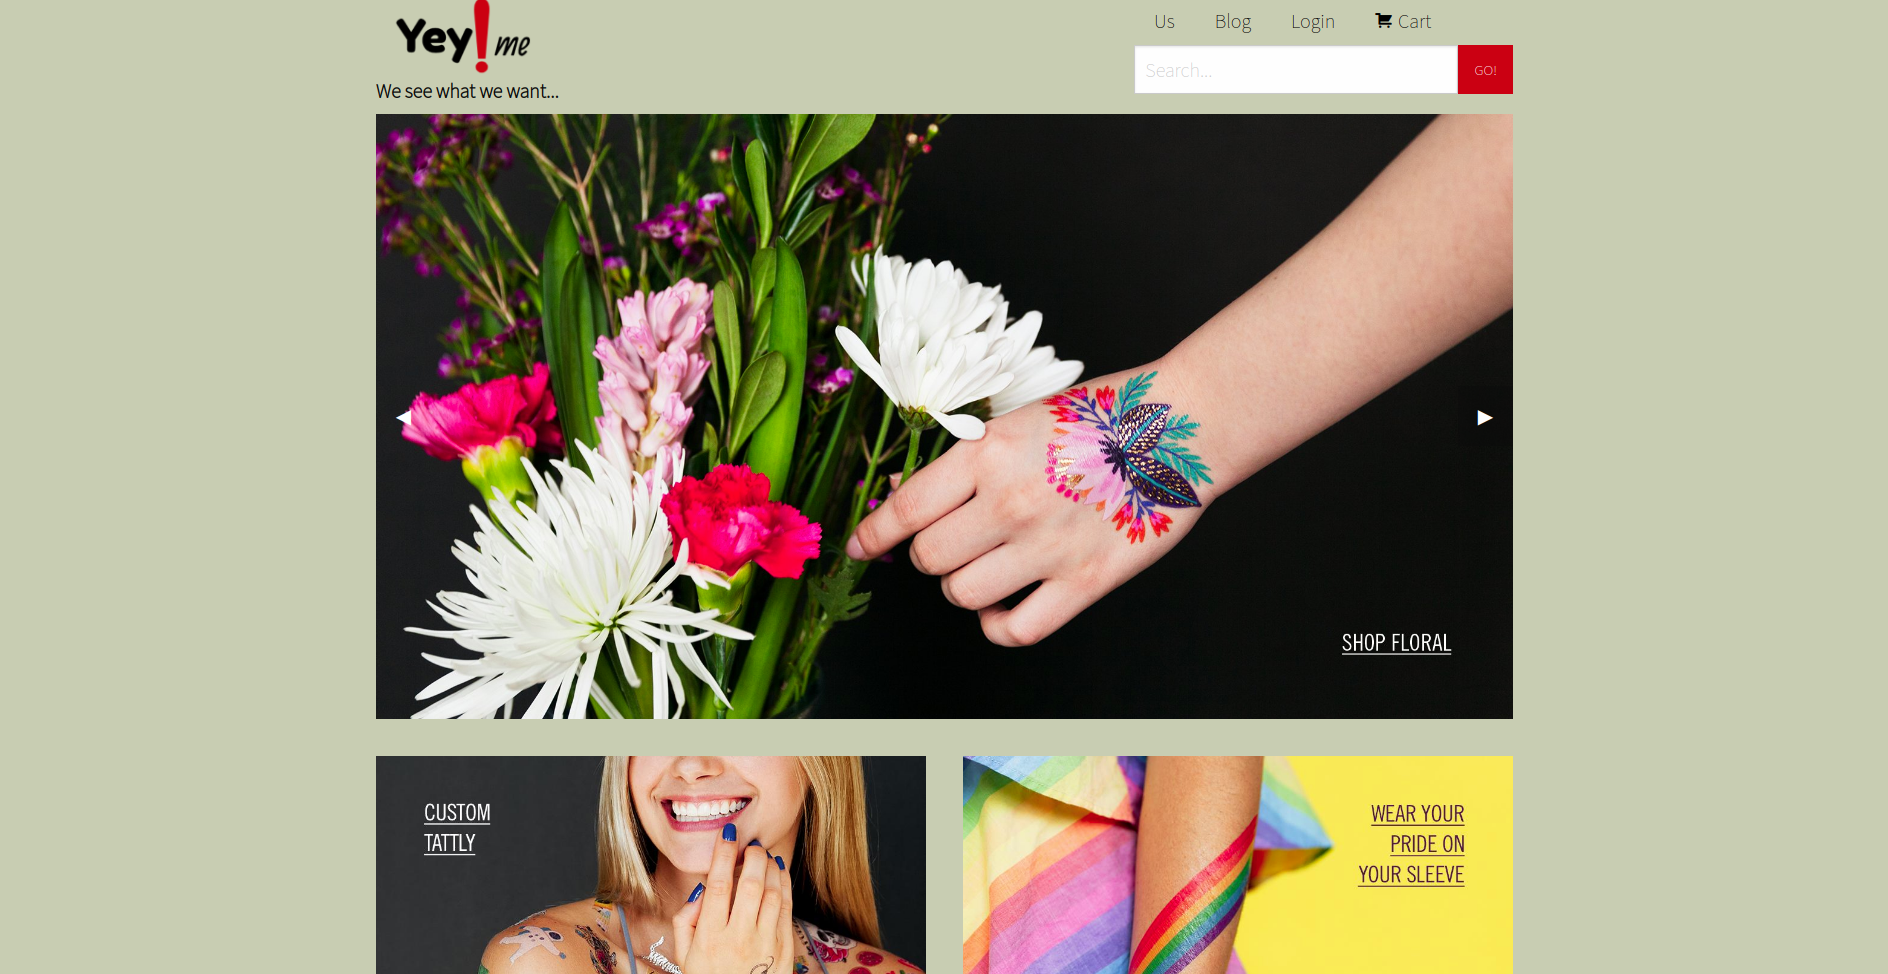 Yey!me
We see what we want...
Us Blog Login Cart
Search...
GO!
SHOP FLORAL
CUSTOM
TATTLY
WEAR YOUR
PRIDE ON
YOUR SLEEVE